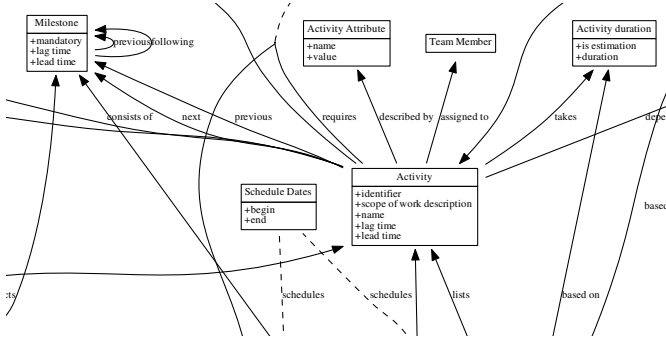 Milestone
+mandatory
+lag time
+lead time
previous
following
Activity Attribute
+name
+value
Team Member
Activity duration
+is estimation
+duration
consists of
next
previous
requires
described by
assigned to
takes
Activity
+identifier
+scope of work description
+name
+lag time
+lead time
Schedule Dates
+begin
+end
schedules
schedules
lists
based on